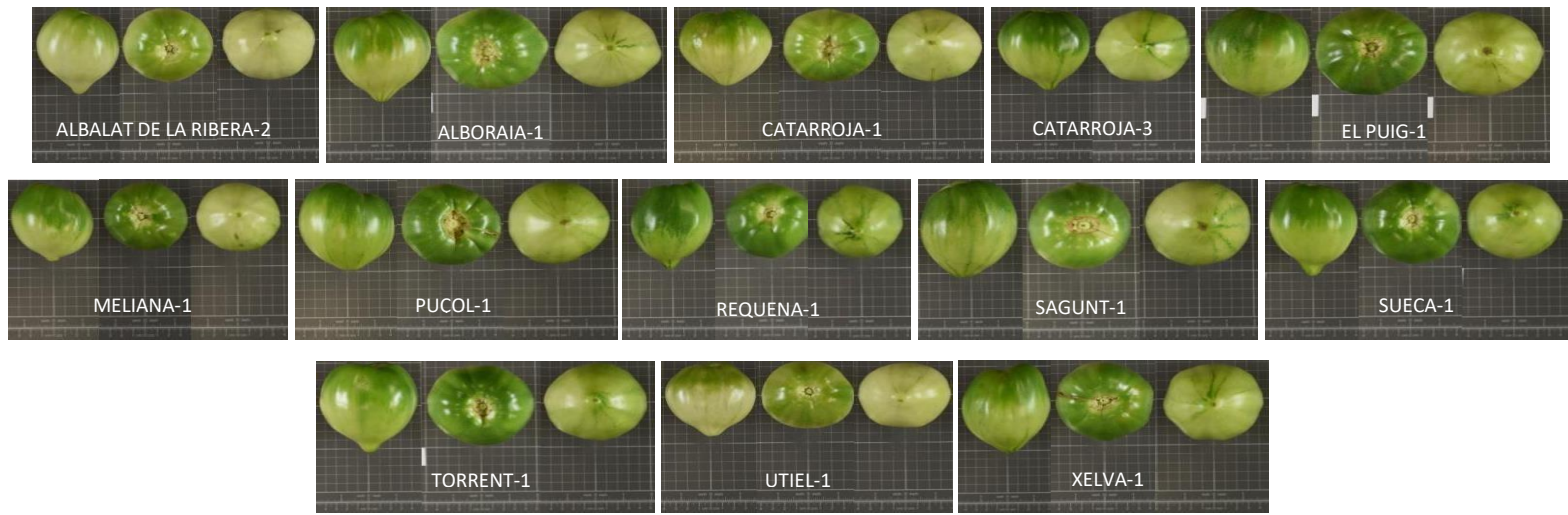 ALBALAT DE LA RIBERA-2
ALBORAIA-1
CATARROJA-1
CATARROJA-3
EL PUIG-1
MELIANA-1
PUCOL-1
REQUENA-1
SAGUNT-1
SUECA-1
TORRENT-1
UTIEL-1
XELVA-1